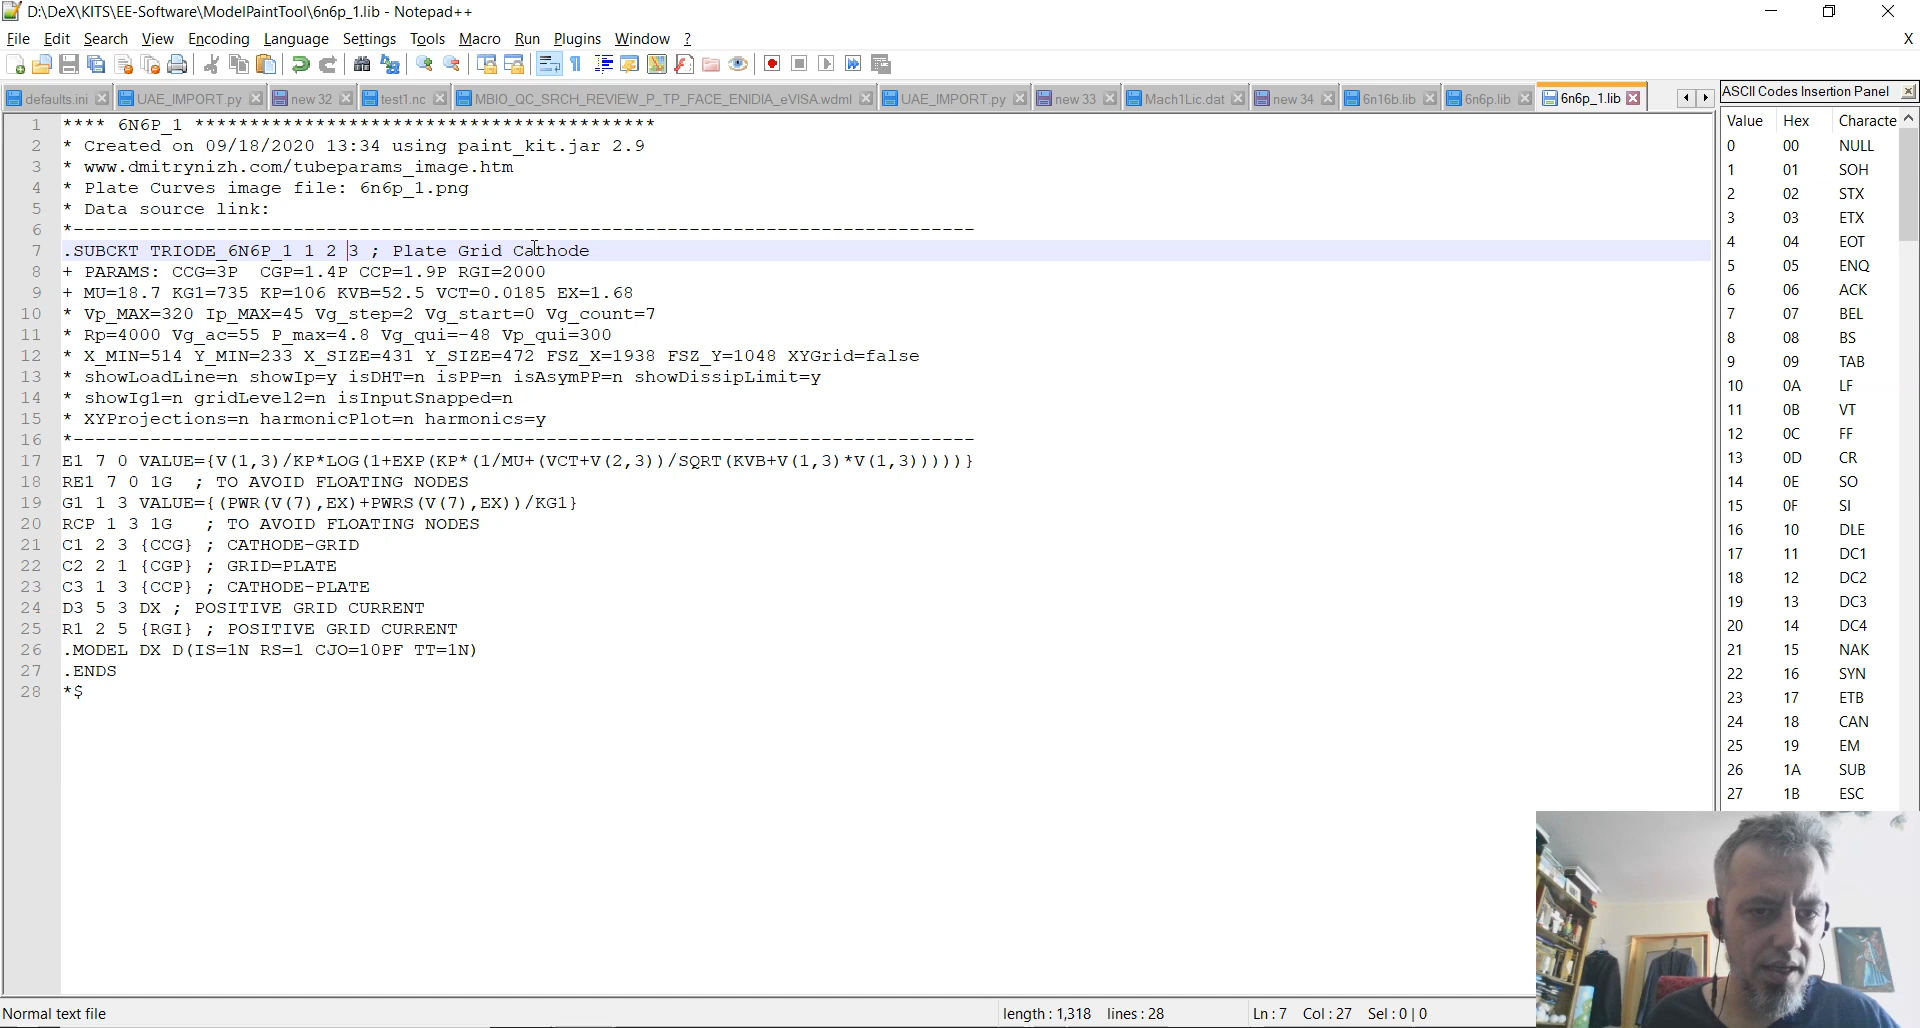 D:\DeX\KITS\EE-Software\ModelPaintTool\6n6p_1.lib - Notepad++
File Edit Search View Encoding Language Settings Tools Macro Run Plugins Window ? X
defaults.ini UAE_IMPORT.py new 32 test1.nc MBIO_QC_SRCH_REVIEW_P_TP_FACE_ENIDIA_eVISA.wdml UAE_IMPORT.py new 33 Mach1Lic.dat new 34 6n16b.lib 6n6p.lib 6n6p_1.lib
ASCII Codes Insertion Panel
1 **** 6N6P_1 ******************************************
2 * Created on 09/18/2020 13:34 using paint_kit.jar 2.9
3 * www.dmitrynizh.com/tubeparams_image.htm
4 * Plate Curves image file: 6n6p_1.png
5 * Data source link:
6 *----------------------------------------------------------------------------------
7 .SUBCKT TRIODE_6N6P_1 1 2 3 ; Plate Grid Cathode
8 + PARAMS: CCG=3P  CGP=1.4P CCP=1.9P RGI=2000
9 + MU=18.7 KG1=735 KP=106 KVB=52.5 VCT=0.0185 EX=1.68
10 * Vp_MAX=320 Ip_MAX=45 Vg_step=2 Vg_start=0 Vg_count=7
11 * Rp=4000 Vg_ac=55 P_max=4.8 Vg_qui=-48 Vp_qui=300
12 * X_MIN=514 Y_MIN=233 X_SIZE=431 Y_SIZE=472 FSZ_X=1938 FSZ_Y=1048 XYGrid=false
13 * showLoadLine=n showIp=y isDHT=n isPP=n isAsymPP=n showDissipLimit=y
14 * showIg1=n gridLevel2=n isInputSnapped=n
15 * XYProjections=n harmonicPlot=n harmonics=y
16 *----------------------------------------------------------------------------------
17 E1 7 0 VALUE={V(1,3)/KP*LOG(1+EXP(KP*(1/MU+(VCT+V(2,3))/SQRT(KVB+V(1,3)*V(1,3)))))}
18 RE1 7 0 1G  ; TO AVOID FLOATING NODES
19 G1 1 3 VALUE={(PWR(V(7),EX)+PWRS(V(7),EX))/KG1}
20 RCP 1 3 1G   ; TO AVOID FLOATING NODES
21 C1 2 3 {CCG} ; CATHODE-GRID
22 C2 2 1 {CGP} ; GRID=PLATE
23 C3 1 3 {CCP} ; CATHODE-PLATE
24 D3 5 3 DX ; POSITIVE GRID CURRENT
25 R1 2 5 {RGI} ; POSITIVE GRID CURRENT
26 .MODEL DX D(IS=1N RS=1 CJO=10PF TT=1N)
27 .ENDS
28 *$
Value Hex Characte
0 00 NULL
1 01 SOH
2 02 STX
3 03 ETX
4 04 EOT
5 05 ENQ
6 06 ACK
7 07 BEL
8 08 BS
9 09 TAB
10 0A LF
11 0B VT
12 0C FF
13 0D CR
14 0E SO
15 0F SI
16 10 DLE
17 11 DC1
18 12 DC2
19 13 DC3
20 14 DC4
21 15 NAK
22 16 SYN
23 17 ETB
24 18 CAN
25 19 EM
26 1A SUB
27 1B ESC
Normal text file length : 1,318 lines : 28 Ln : 7 Col : 27 Sel : 0 | 0